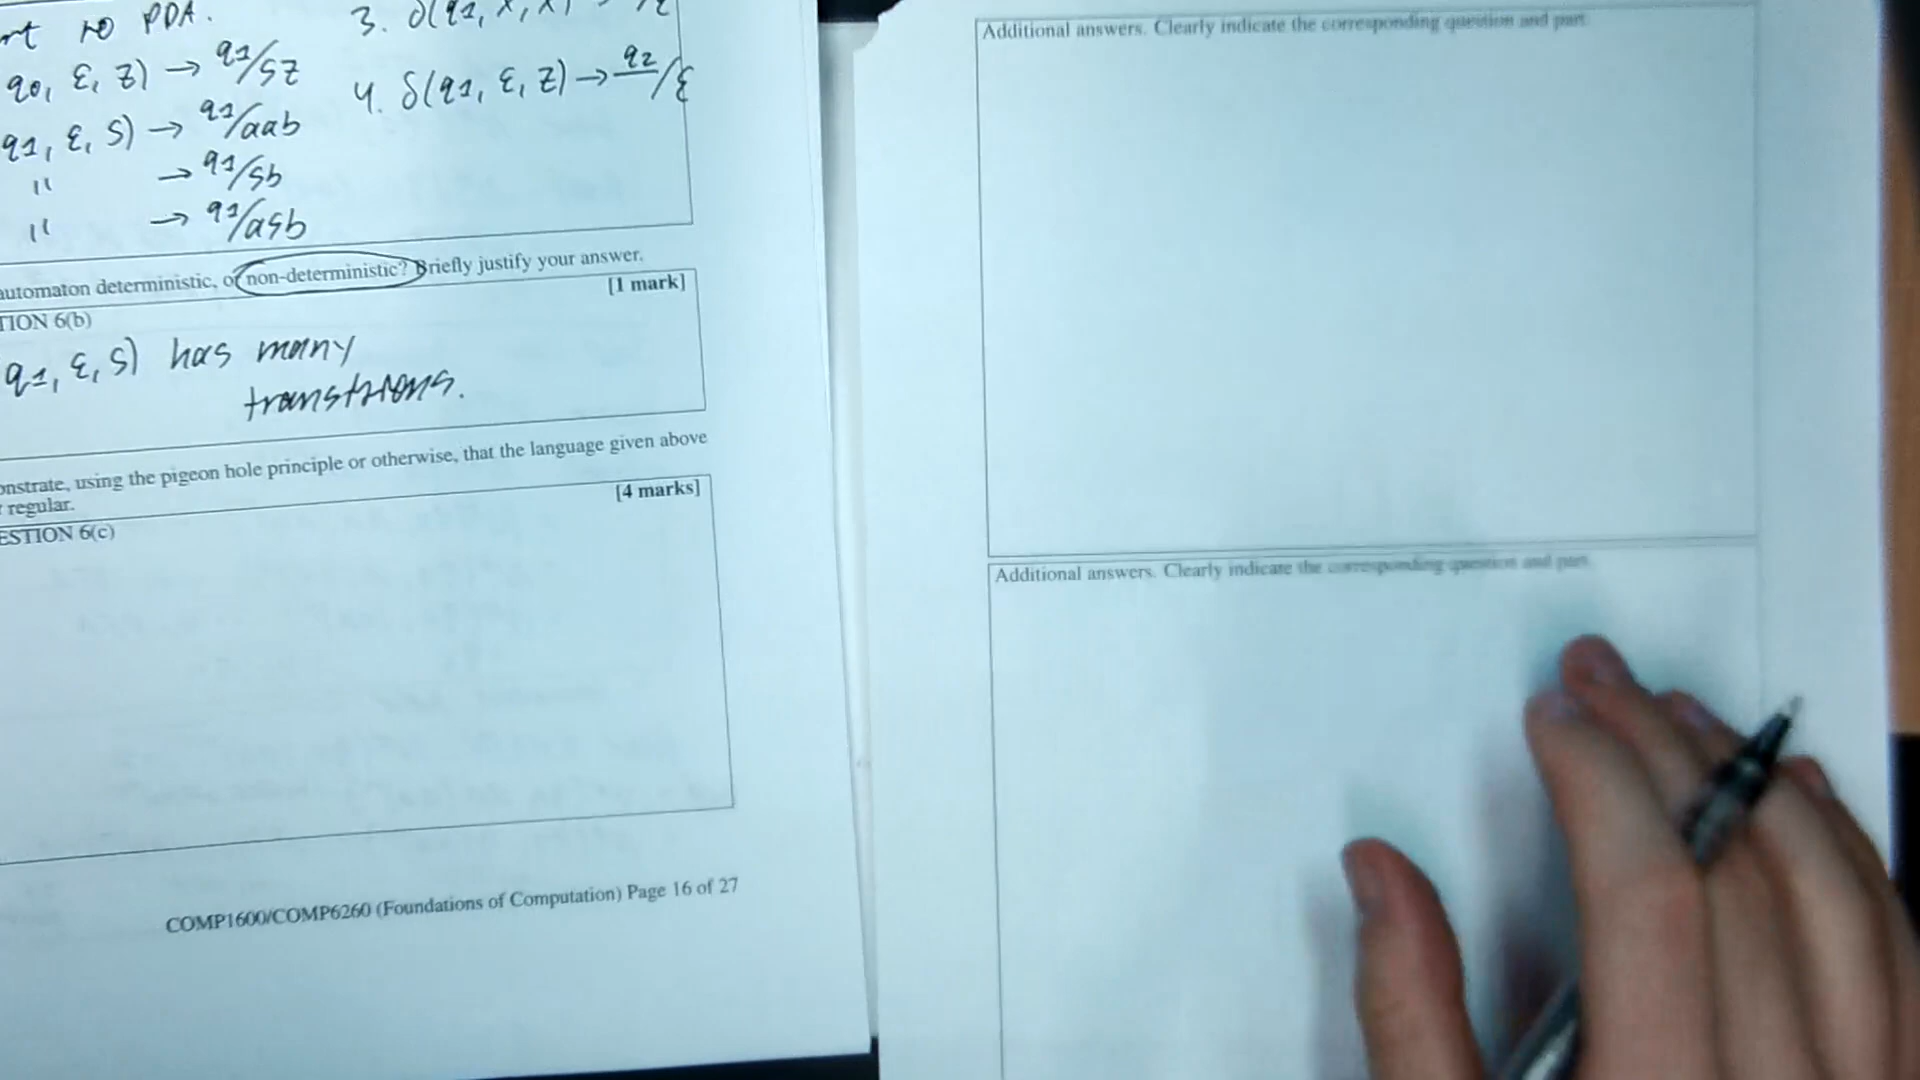 rt no PDA.
q0, ε, z) → q1/sz
q1, ε, S) → q1/aab
" → q1/sb
" → q1/asb
3. δ(q1, x, x)
4. δ(q1, ε, z) → q2/ε
automaton deterministic, or non-deterministic? Briefly justify your answer.
[1 mark]
TION 6(b)
q1, ε, S) has many
transitions.
onstrate, using the pigeon hole principle or otherwise, that the language given above
regular.
[4 marks]
ESTION 6(c)
COMP1600/COMP6260 (Foundations of Computation) Page 16 of 27
Additional answers. Clearly indicate the corresponding question and part.
Additional answers. Clearly indicate the corresponding question and part.